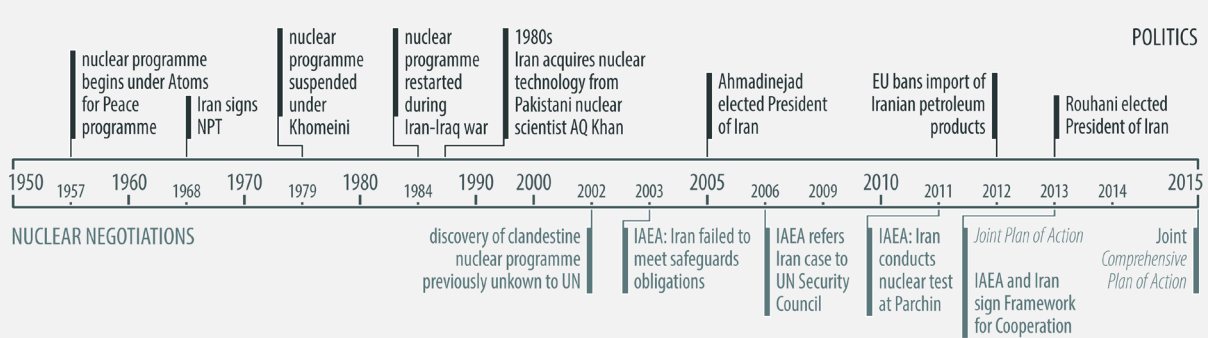 POLITICS
nuclear programme
begins under Atoms
for Peace
programme
Iran signs
NPT
nuclear
programme
suspended
under
Khomeini
nuclear
programme
restarted
during
Iran-Iraq war
1980s
Iran acquires nuclear
technology from
Pakistani nuclear
scientist AQ Khan
Ahmadinejad
elected President
of Iran
EU bans import of
Iranian petroleum
products
Rouhani elected
President of Iran
1950 1957 1960 1968 1970 1979 1980 1984 1990 2000 2002 2003 2005 2006 2009 2010 2011 2012 2013 2014 2015
NUCLEAR NEGOTIATIONS
discovery of clandestine
nuclear programme
previously unkown to UN
IAEA: Iran failed to
meet safeguards
obligations
IAEA refers
Iran case to
UN Security
Council
IAEA: Iran
conducts
nuclear test
at Parchin
Joint Plan of Action
IAEA and Iran
sign Framework
for Cooperation
Joint
Comprehensive
Plan of Action